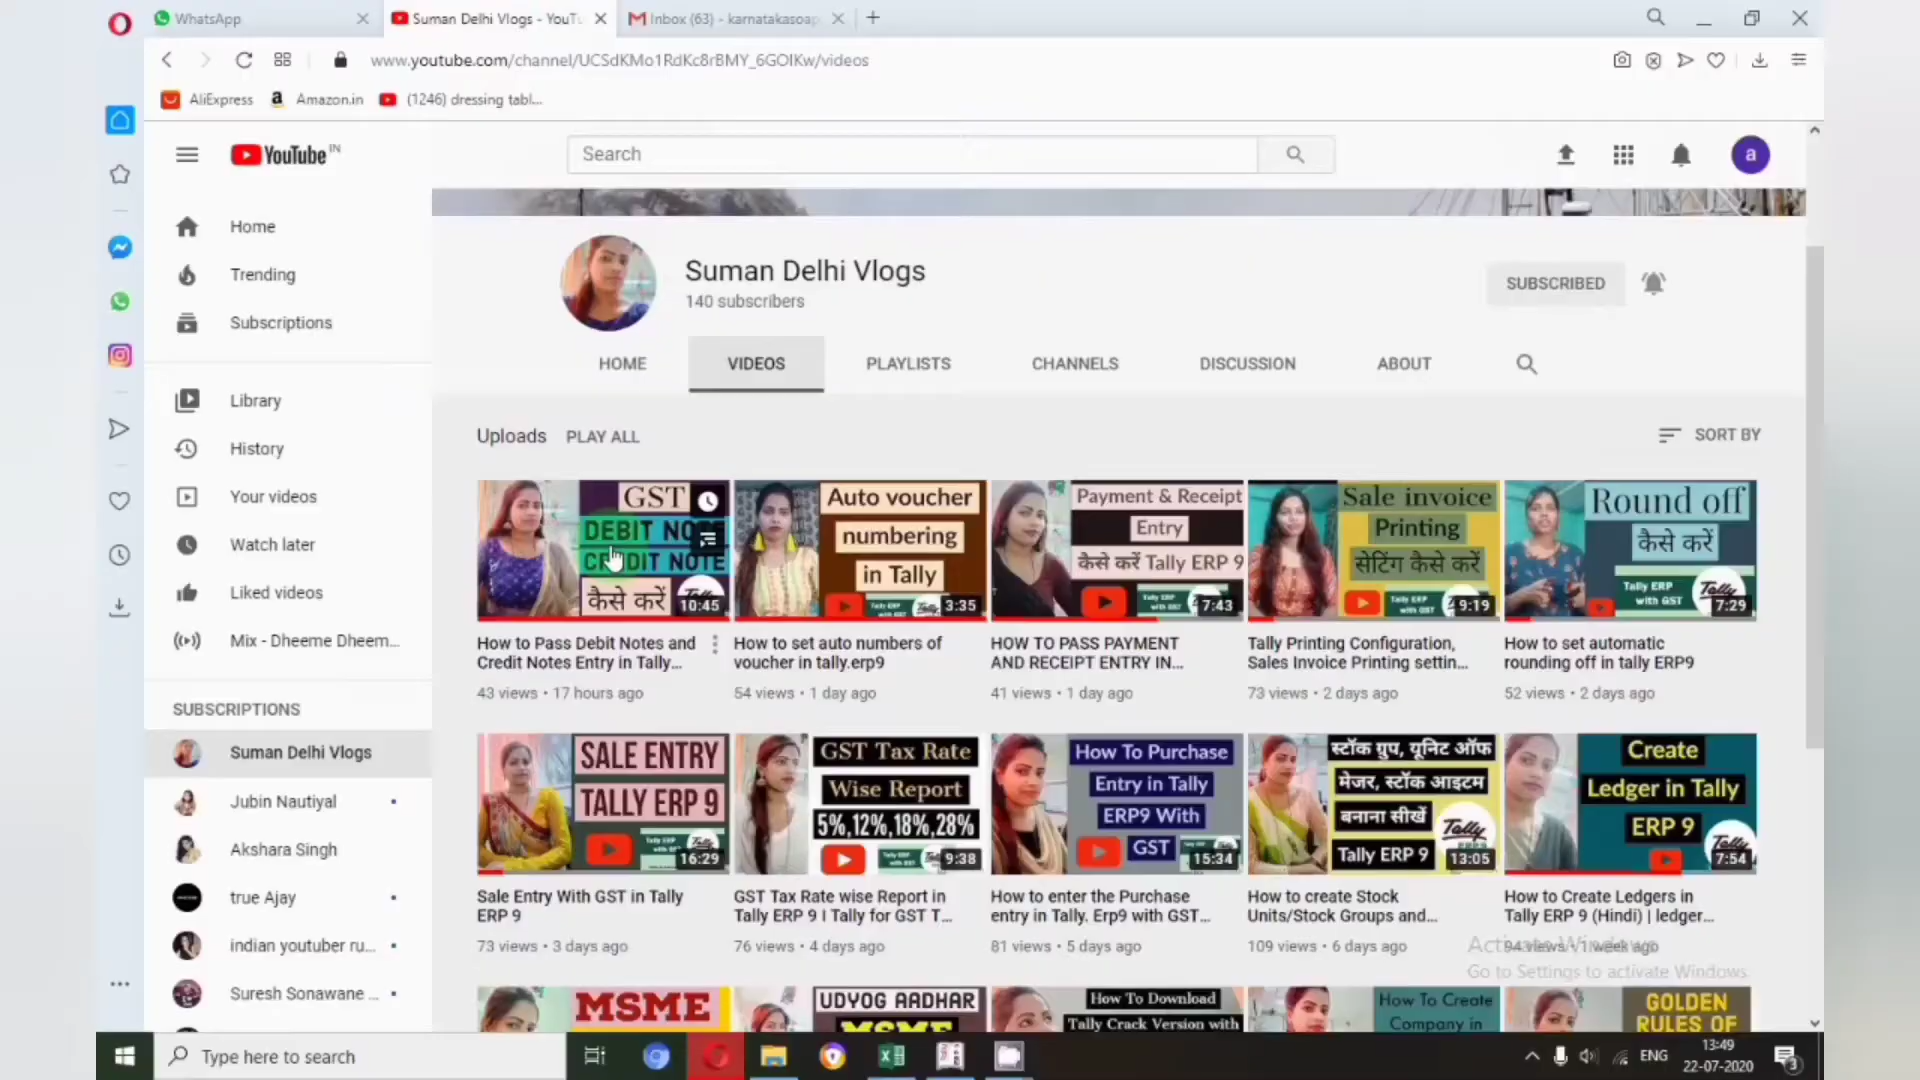 WhatsApp
Suman Delhi Vlogs - YouTu
Inbox (63) - karnatakasoap
www.youtube.com/channel/UCSdKMo1RdKc8rBMY_6GOIKw/videos
AliExpress
Amazon.in
(1246) dressing tabl...
YouTube IN
Search
a
Home
Trending
Subscriptions
Library
History
Your videos
Watch later
Liked videos
Mix - Dheeme Dheem...
SUBSCRIPTIONS
Suman Delhi Vlogs
Jubin Nautiyal
Akshara Singh
true Ajay
indian youtuber ru...
Suresh Sonawane ...
Suman Delhi Vlogs
140 subscribers
SUBSCRIBED
HOME
VIDEOS
PLAYLISTS
CHANNELS
DISCUSSION
ABOUT
Uploads
PLAY ALL
SORT BY
GST
DEBIT NOTE
CREDIT NOTE
कैसे करें
10:45
How to Pass Debit Notes and
Credit Notes Entry in Tally...
43 views • 17 hours ago
Auto voucher
numbering
in Tally
3:35
How to set auto numbers of
voucher in tally.erp9
54 views • 1 day ago
Payment & Receipt
Entry
कैसे करें Tally ERP 9
7:43
HOW TO PASS PAYMENT
AND RECEIPT ENTRY IN...
41 views • 1 day ago
Sale invoice
Printing
सेटिंग कैसे करें
9:19
Tally Printing Configuration,
Sales Invoice Printing settin...
73 views • 2 days ago
Round off
कैसे करें
Tally ERP
with GST
Tally
7:29
How to set automatic
rounding off in tally ERP9
52 views • 2 days ago
SALE ENTRY
TALLY ERP 9
16:29
Sale Entry With GST in Tally
ERP 9
73 views • 3 days ago
GST Tax Rate
Wise Report
5%,12%,18%,28%
9:38
GST Tax Rate wise Report in
Tally ERP 9 I Tally for GST T...
76 views • 4 days ago
How To Purchase
Entry in Tally
ERP9 With
GST
15:34
How to enter the Purchase
entry in Tally. Erp9 with GST...
81 views • 5 days ago
स्टॉक ग्रुप, यूनिट ऑफ
मेजर, स्टॉक आइटम
बनाना सीखें
Tally ERP 9
Tally
13:05
How to create Stock
Units/Stock Groups and...
109 views • 6 days ago
Create
Ledger in Tally
ERP 9
Tally
7:54
How to Create Ledgers in
Tally ERP 9 (Hindi) | ledger...
94 views • 1 week ago
Activate Windows
Go to Settings to activate Windows.
MSME
UDYOG AADHAR
MSME
How To Download
Tally Crack Version with
How To Create
Company in
GOLDEN
RULES OF
Type here to search
ENG
13:49
22-07-2020
3